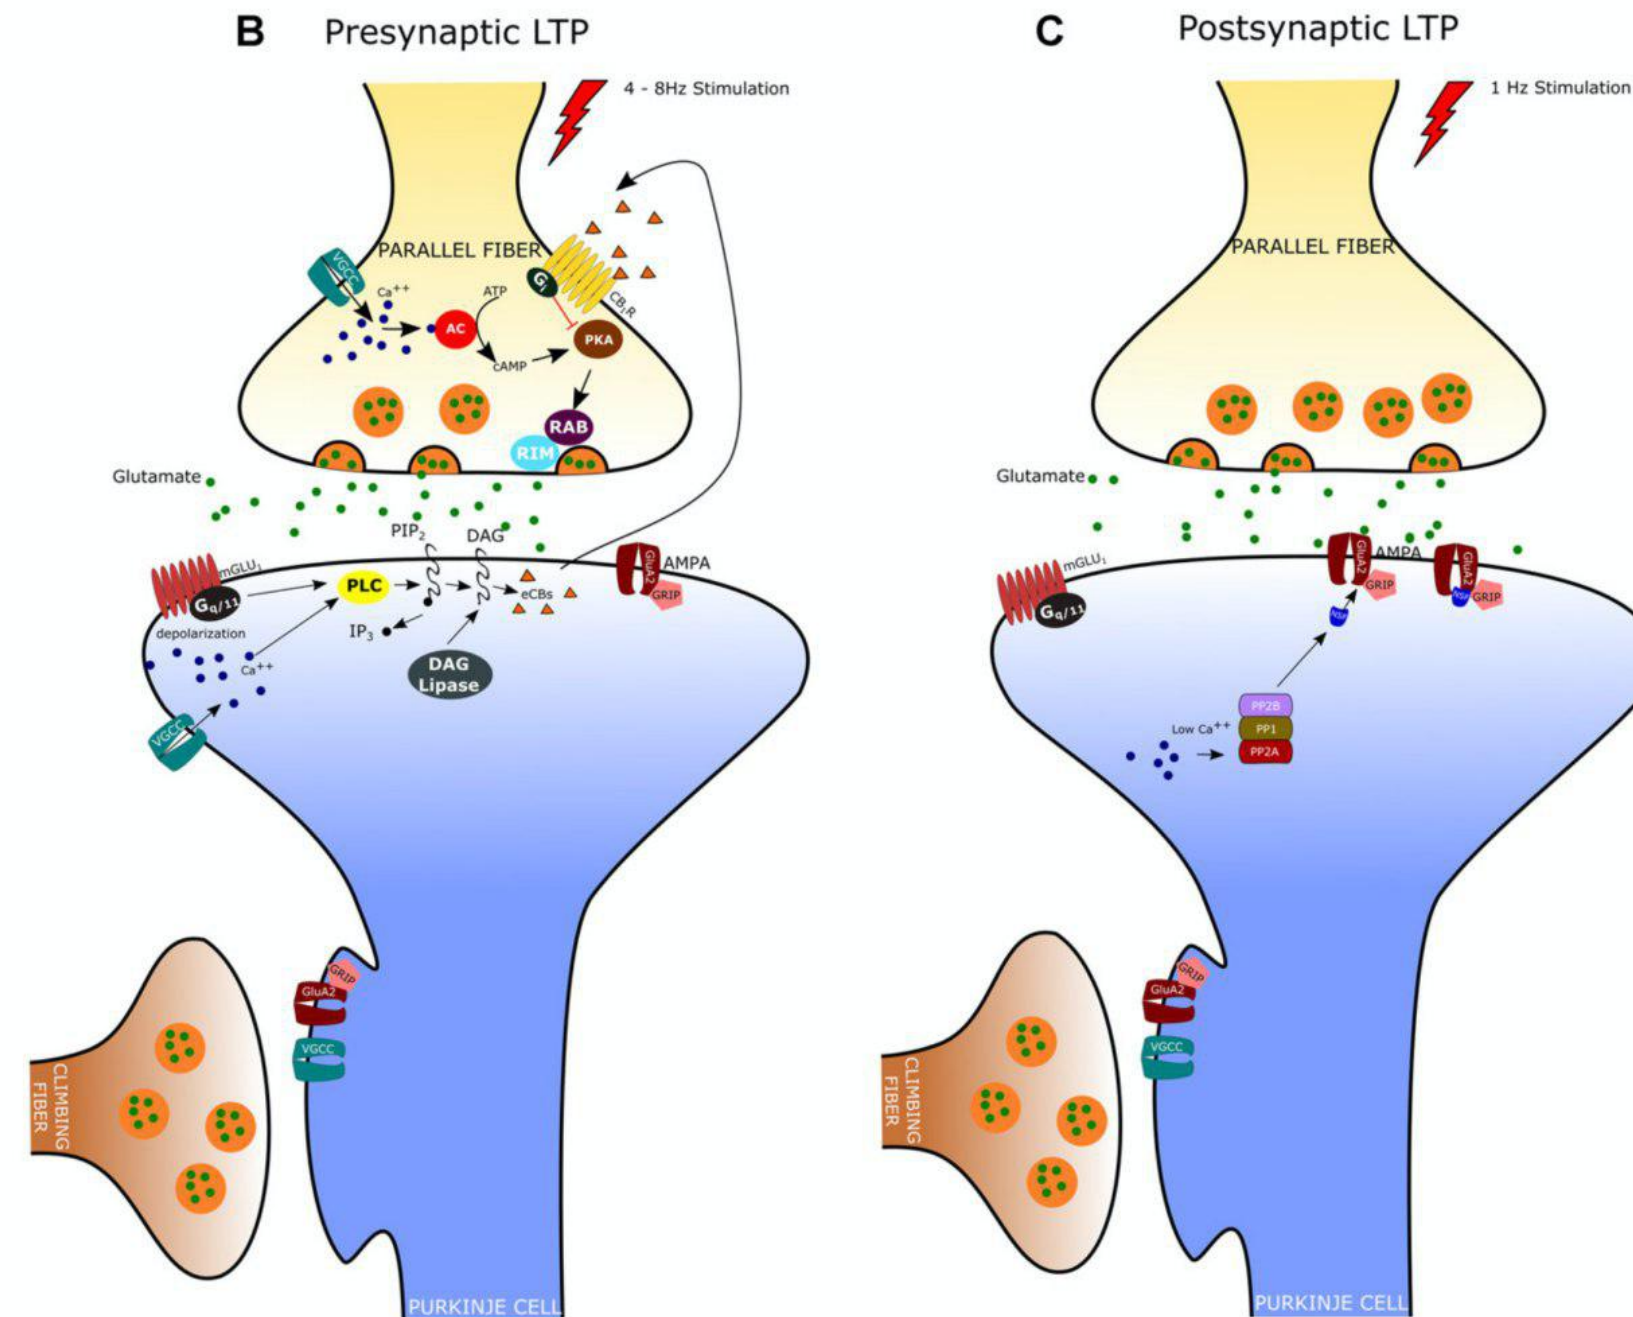 B Presynaptic LTP
4 - 8Hz Stimulation
PARALLEL FIBER
VGCC
Ca++
AC
ATP
cAMP
Gi
CB1R
PKA
RAB
RIM
Glutamate
PIP2
DAG
mGLU1
Gq/11
PLC
eCBs
GluA2
AMPA
GRIP
depolarization
IP3
Ca++
DAG
Lipase
VGCC
GRIP
GluA2
VGCC
CLIMBING
FIBER
PURKINJE CELL
C Postsynaptic LTP
1 Hz Stimulation
PARALLEL FIBER
Glutamate
mGLU1
Gq/11
GluA2
AMPA
GRIP
GluA2
NSF
GRIP
NSF
PP2B
Low Ca++
PP1
PP2A
GRIP
GluA2
VGCC
CLIMBING
FIBER
PURKINJE CELL